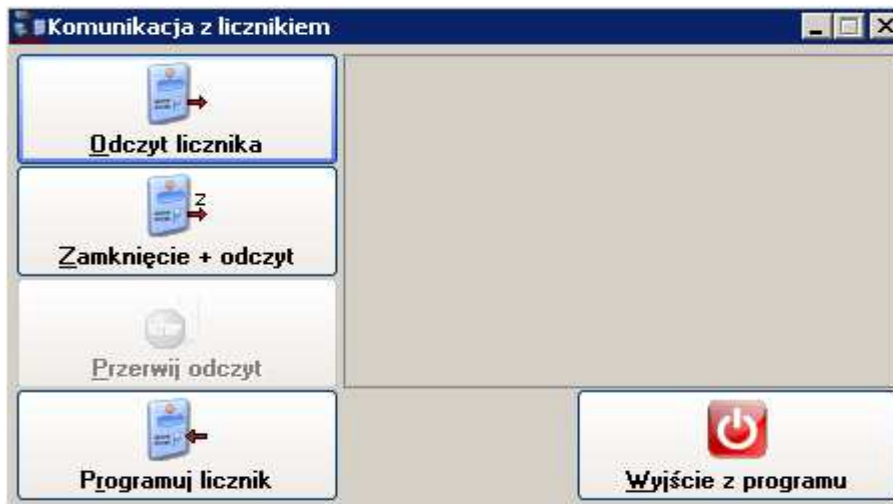 Komunikacja z licznikiem
Odczyt licznika
Z
Zamknięcie + odczyt
Przerwij odczyt
Programuj licznik
Wyjście z programu